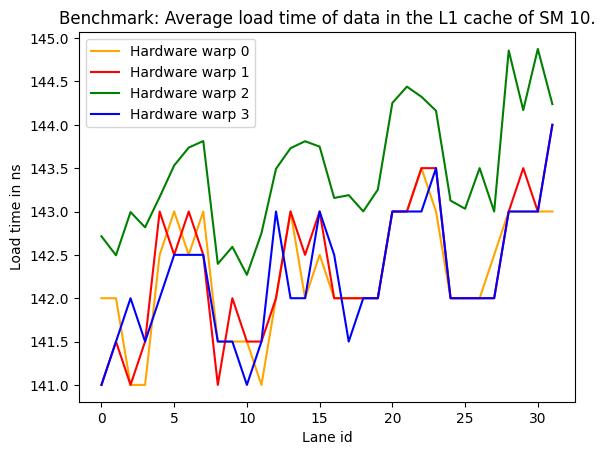 Benchmark: Average load time of data in the L1 cache of SM 10.
Hardware warp 0
Hardware warp 1
Hardware warp 2
Hardware warp 3
145.0
144.5
144.0
143.5
143.0
142.5
142.0
141.5
141.0
Load time in ns
0 5 10 15 20 25 30
Lane id